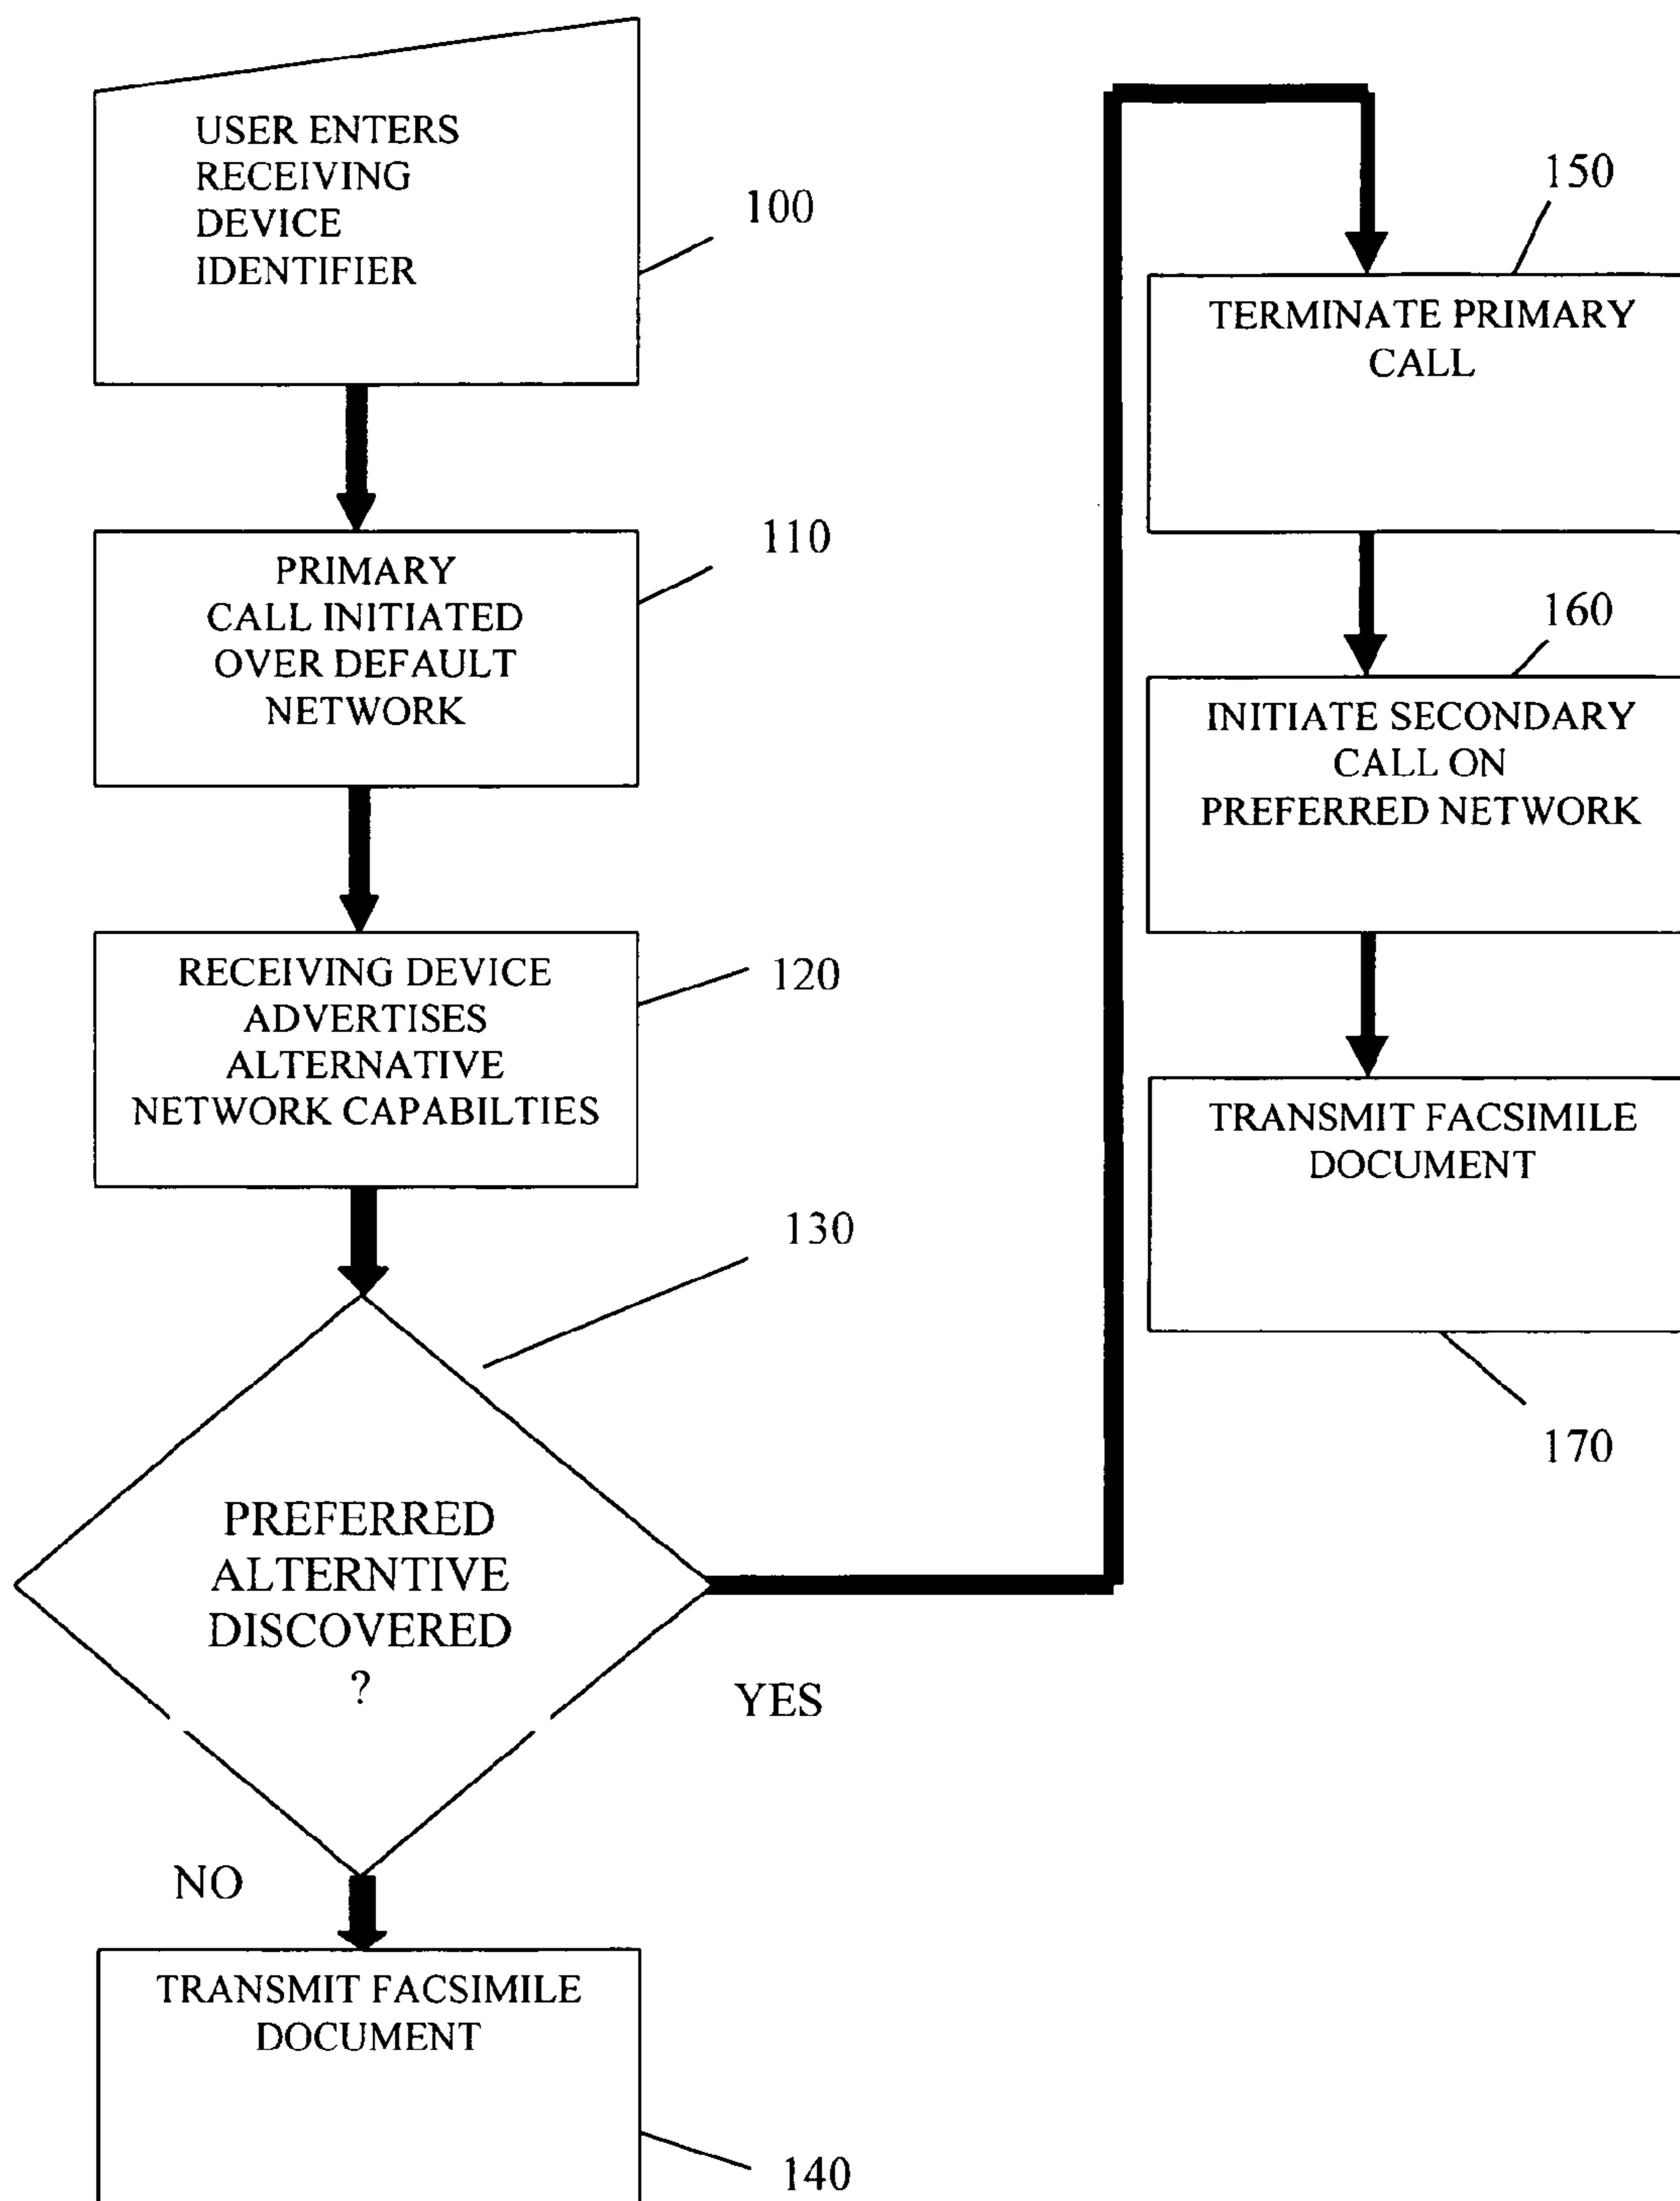 USER ENTERS
RECEIVING
DEVICE
IDENTIFIER
100
PRIMARY
CALL INITIATED
OVER DEFAULT
NETWORK
110
RECEIVING DEVICE
ADVERTISES
ALTERNATIVE
NETWORK CAPABILTIES
120
130
PREFERRED
ALTERNTIVE
DISCOVERED
?
YES
NO
TRANSMIT FACSIMILE
DOCUMENT
140
150
TERMINATE PRIMARY
CALL
160
INITIATE SECONDARY
CALL ON
PREFERRED NETWORK
TRANSMIT FACSIMILE
DOCUMENT
170